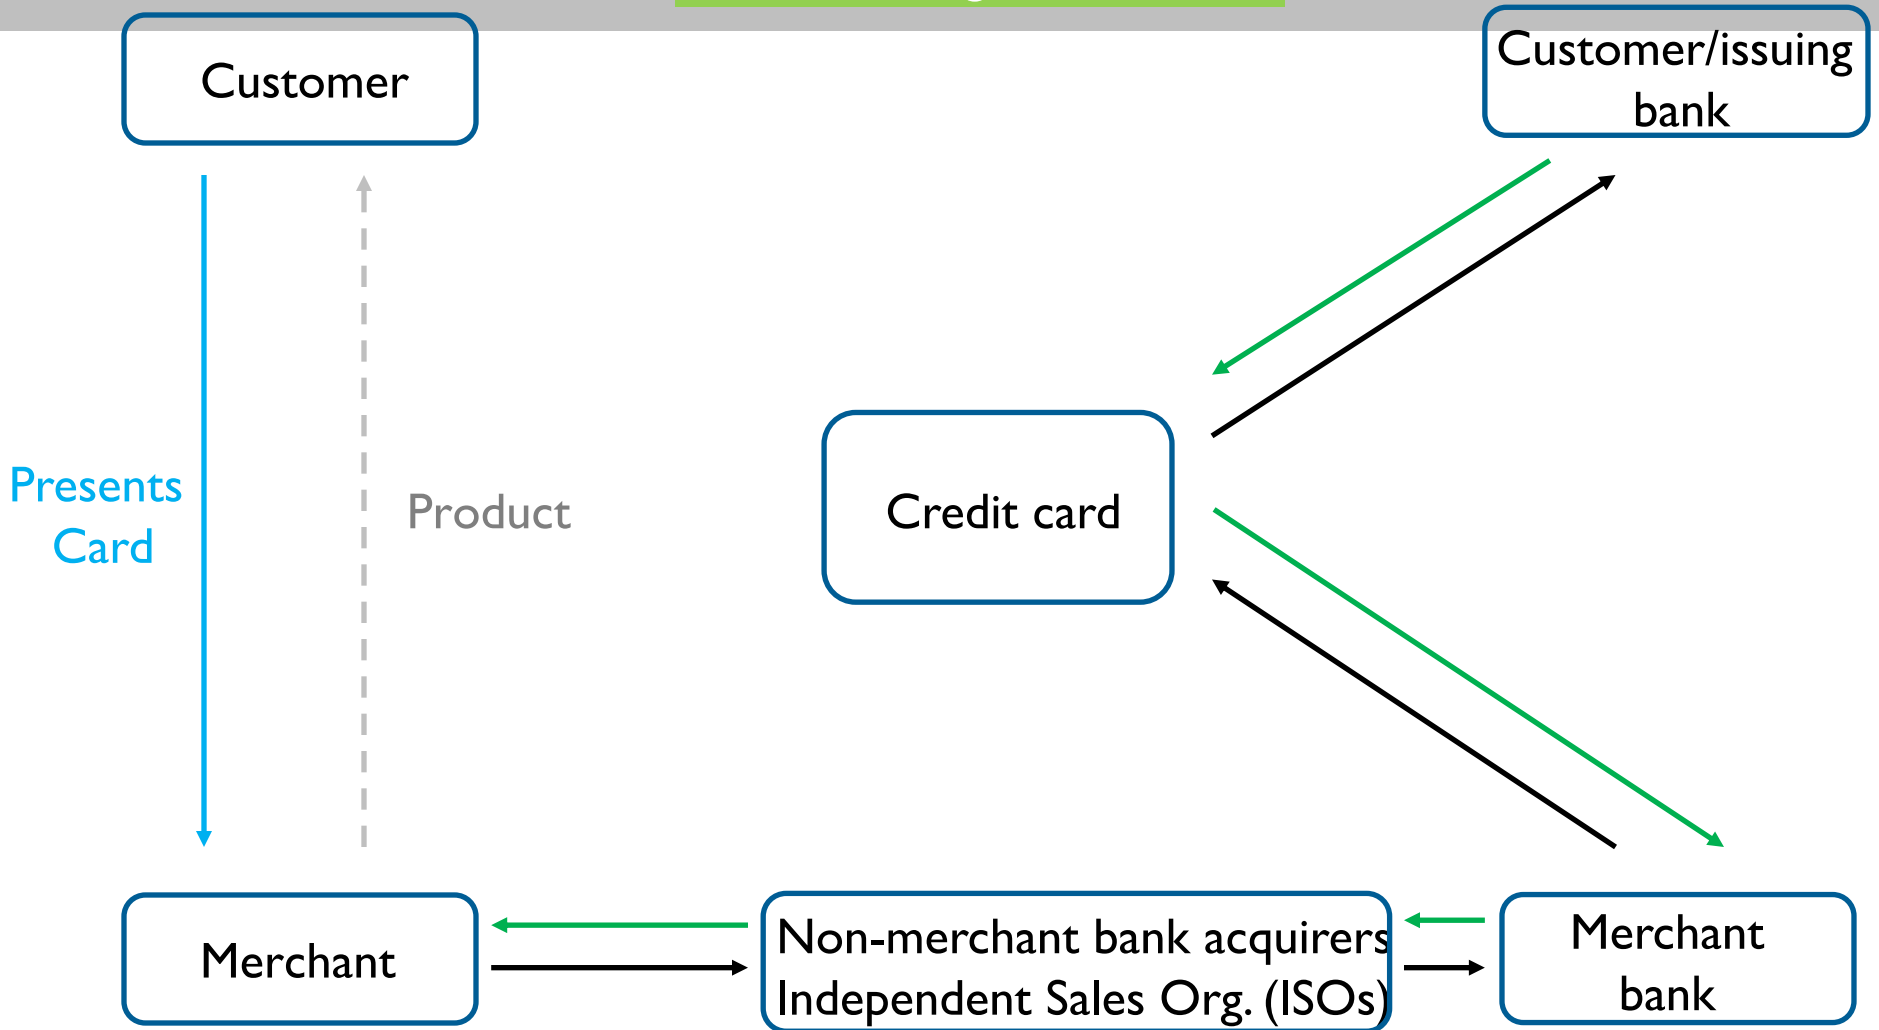 Customer
Customer/issuing
bank
Presents
Card
Product
Credit card
Merchant
Non-merchant bank acquirers
Independent Sales Org. (ISOs)
Merchant
bank